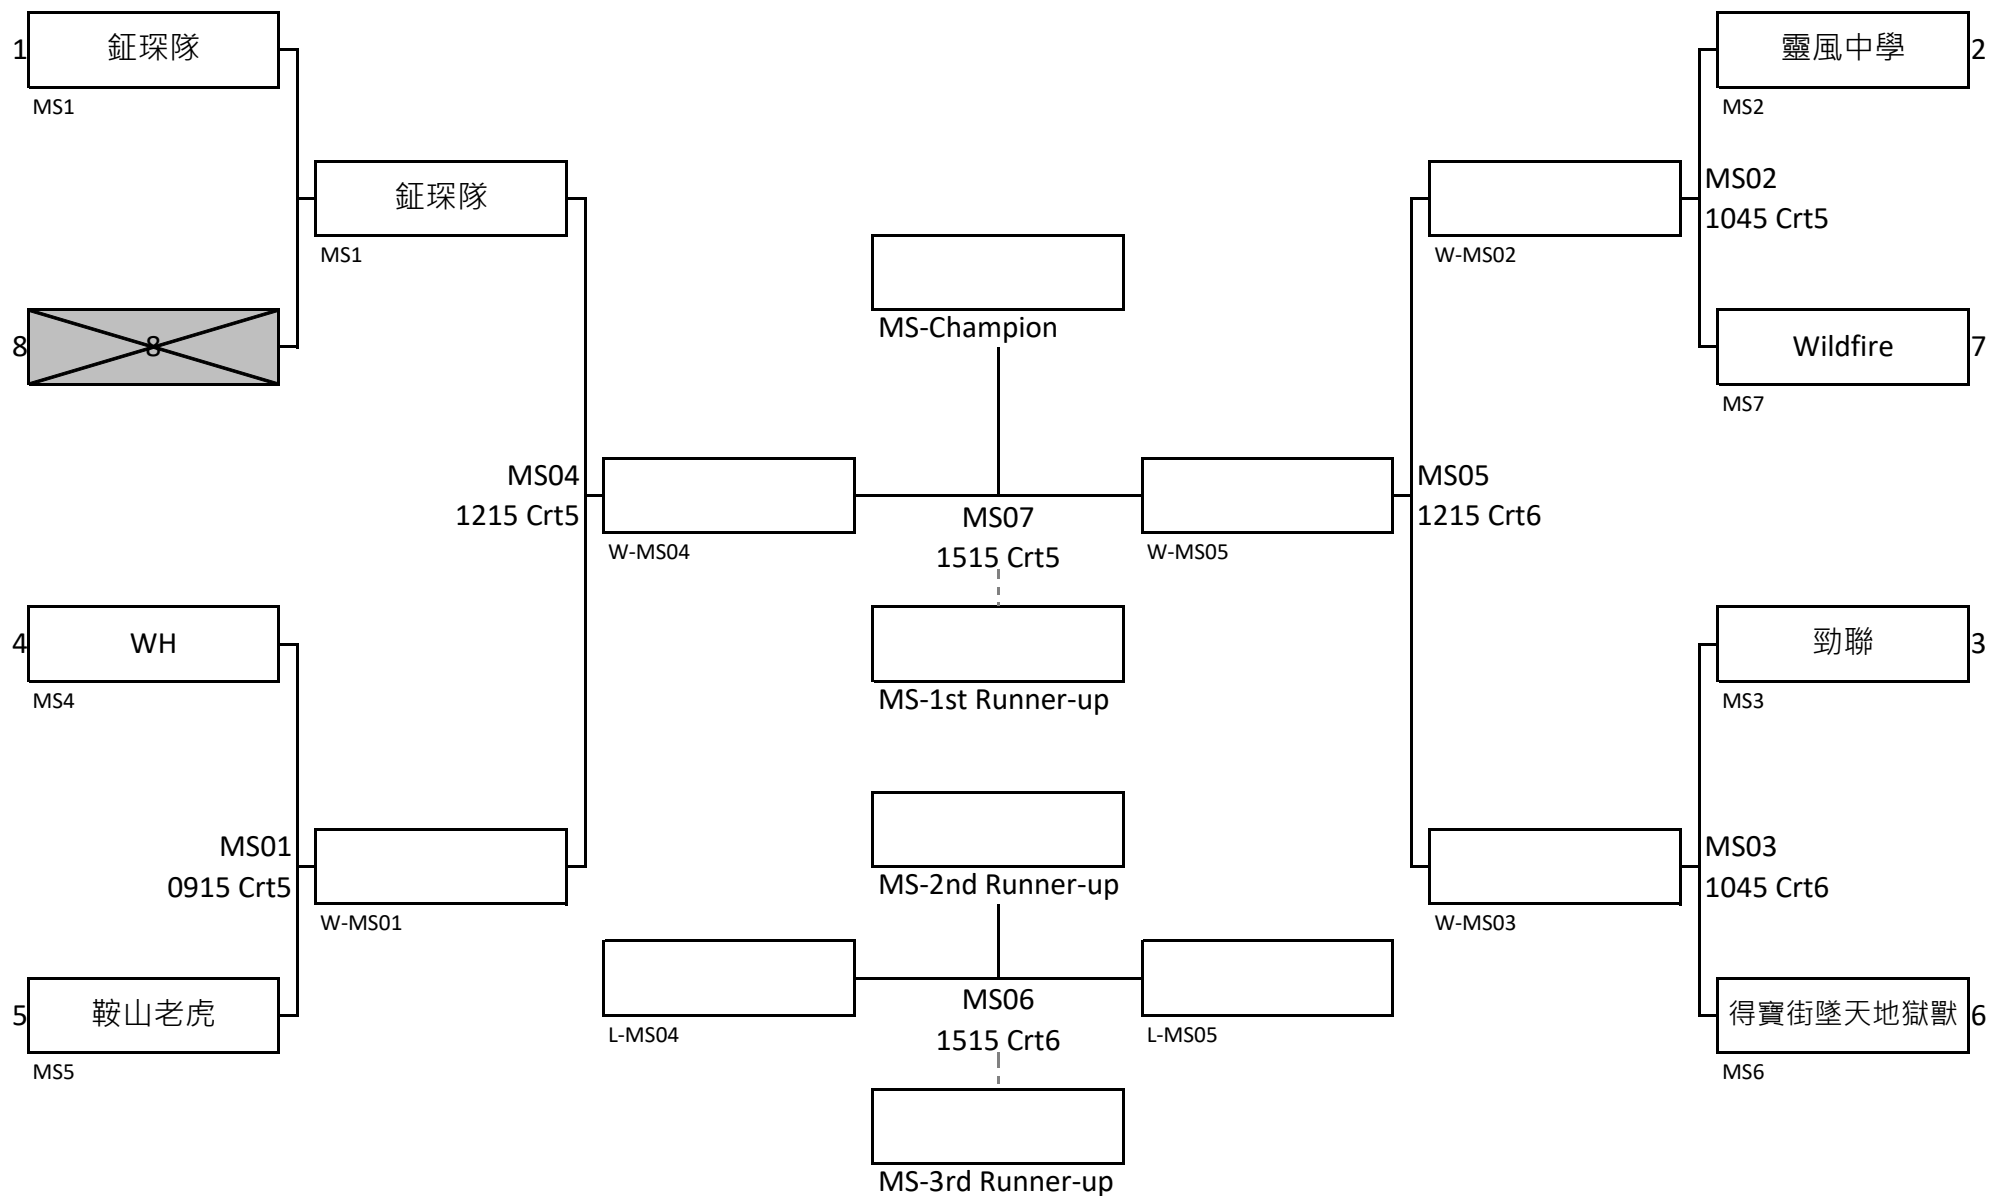 1
鉦琛隊
MS1
鉦琛隊
MS1
8
8
MS04
1215 Crt5
W-MS04
4
WH
MS4
MS01
0915 Crt5
W-MS01
5
鞍山老虎
MS5
MS-Champion
MS07
1515 Crt5
MS-1st Runner-up
MS-2nd Runner-up
L-MS04
MS06
1515 Crt6
L-MS05
MS-3rd Runner-up
靈風中學
2
MS2
MS02
1045 Crt5
W-MS02
Wildfire
7
MS7
MS05
1215 Crt6
W-MS05
勁聯
3
MS3
MS03
1045 Crt6
W-MS03
得寶街墜天地獄獸
6
MS6